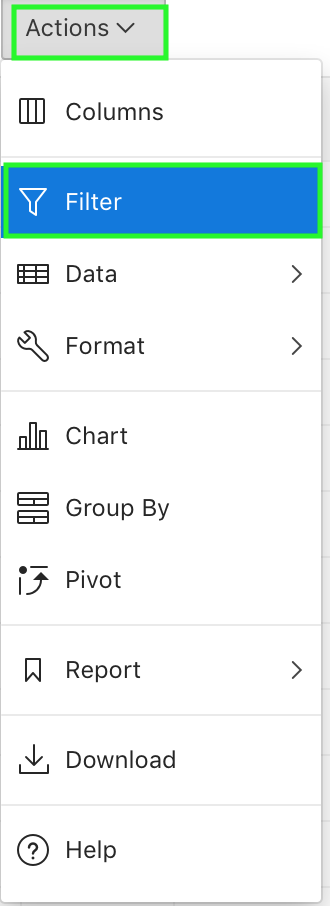 Actions
Columns
Filter
Data
Format
Chart
Group By
Pivot
Report
Download
Help